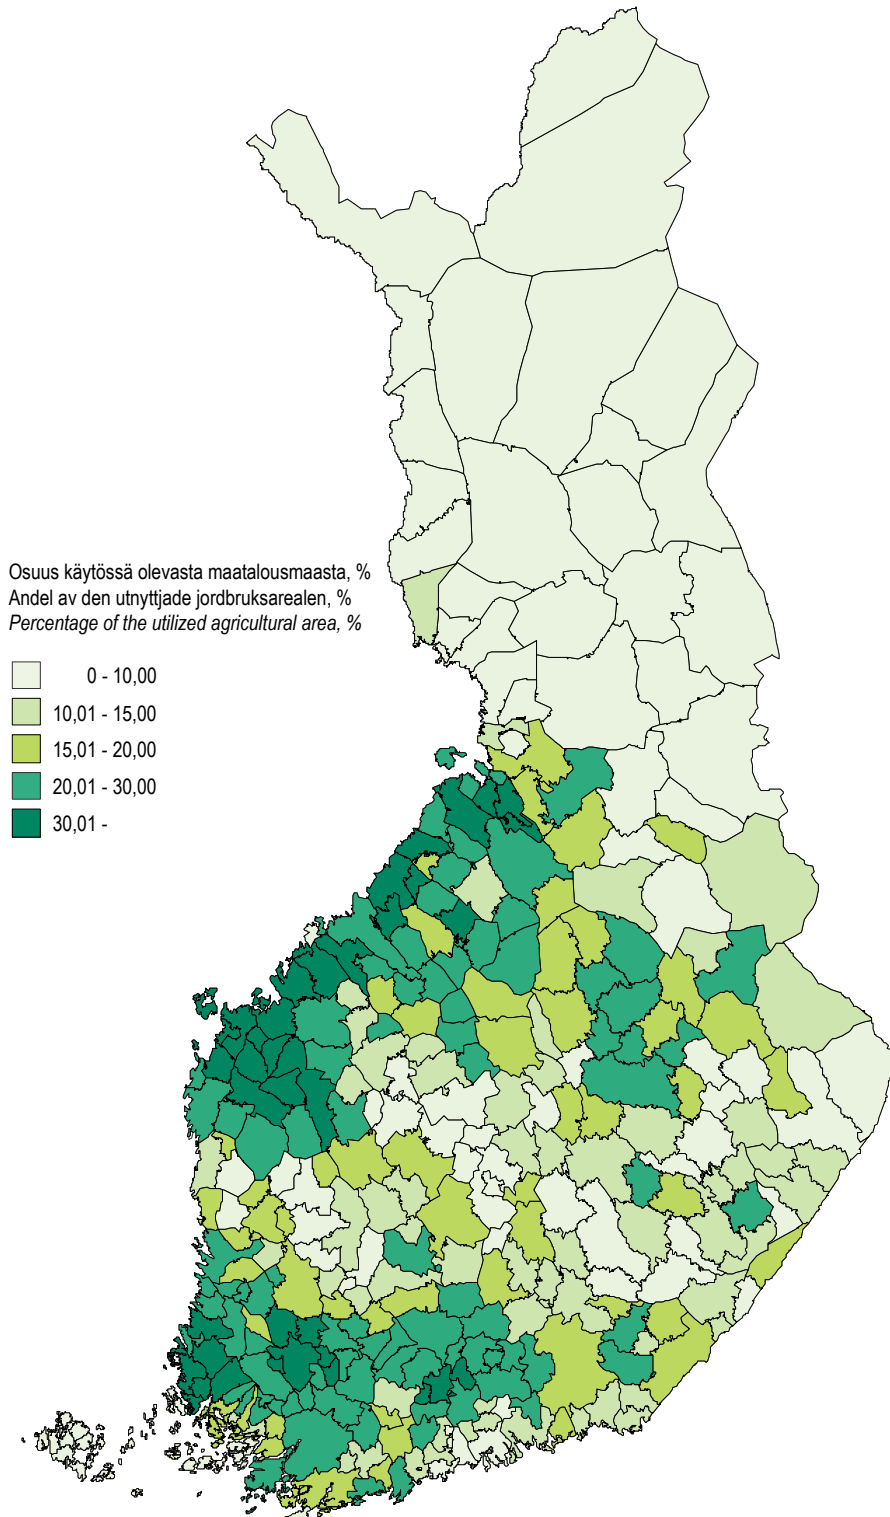 Osuus käytössä olevasta maatalousmaasta, %
Andel av den utnyttjade jordbruksarealen, %
Percentage of the utilized agricultural area, %
0 - 10,00
10,01 - 15,00
15,01 - 20,00
20,01 - 30,00
30,01 -